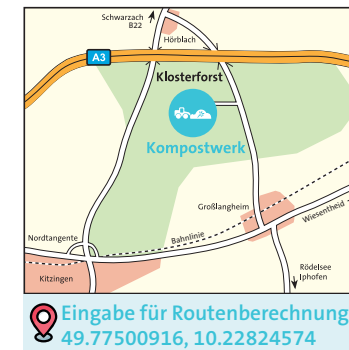 Schwarzach
B22
Hörblach
A3
Klosterforst
Kompostwerk
Großlangheim
Wiesentheid
Nordtangente
Bahnlinie
Rödelsee
Iphofen
Kitzingen
Eingabe für Routenberechnung
49.77500916, 10.22824574